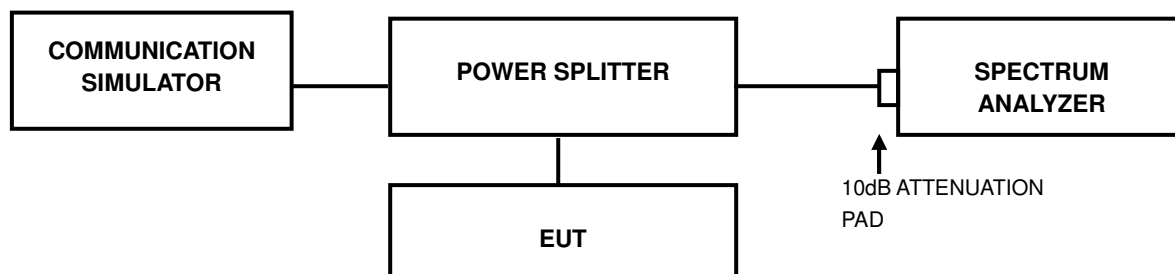 COMMUNICATION
SIMULATOR
POWER SPLITTER
SPECTRUM
ANALYZER
10dB ATTENUATION
PAD
EUT